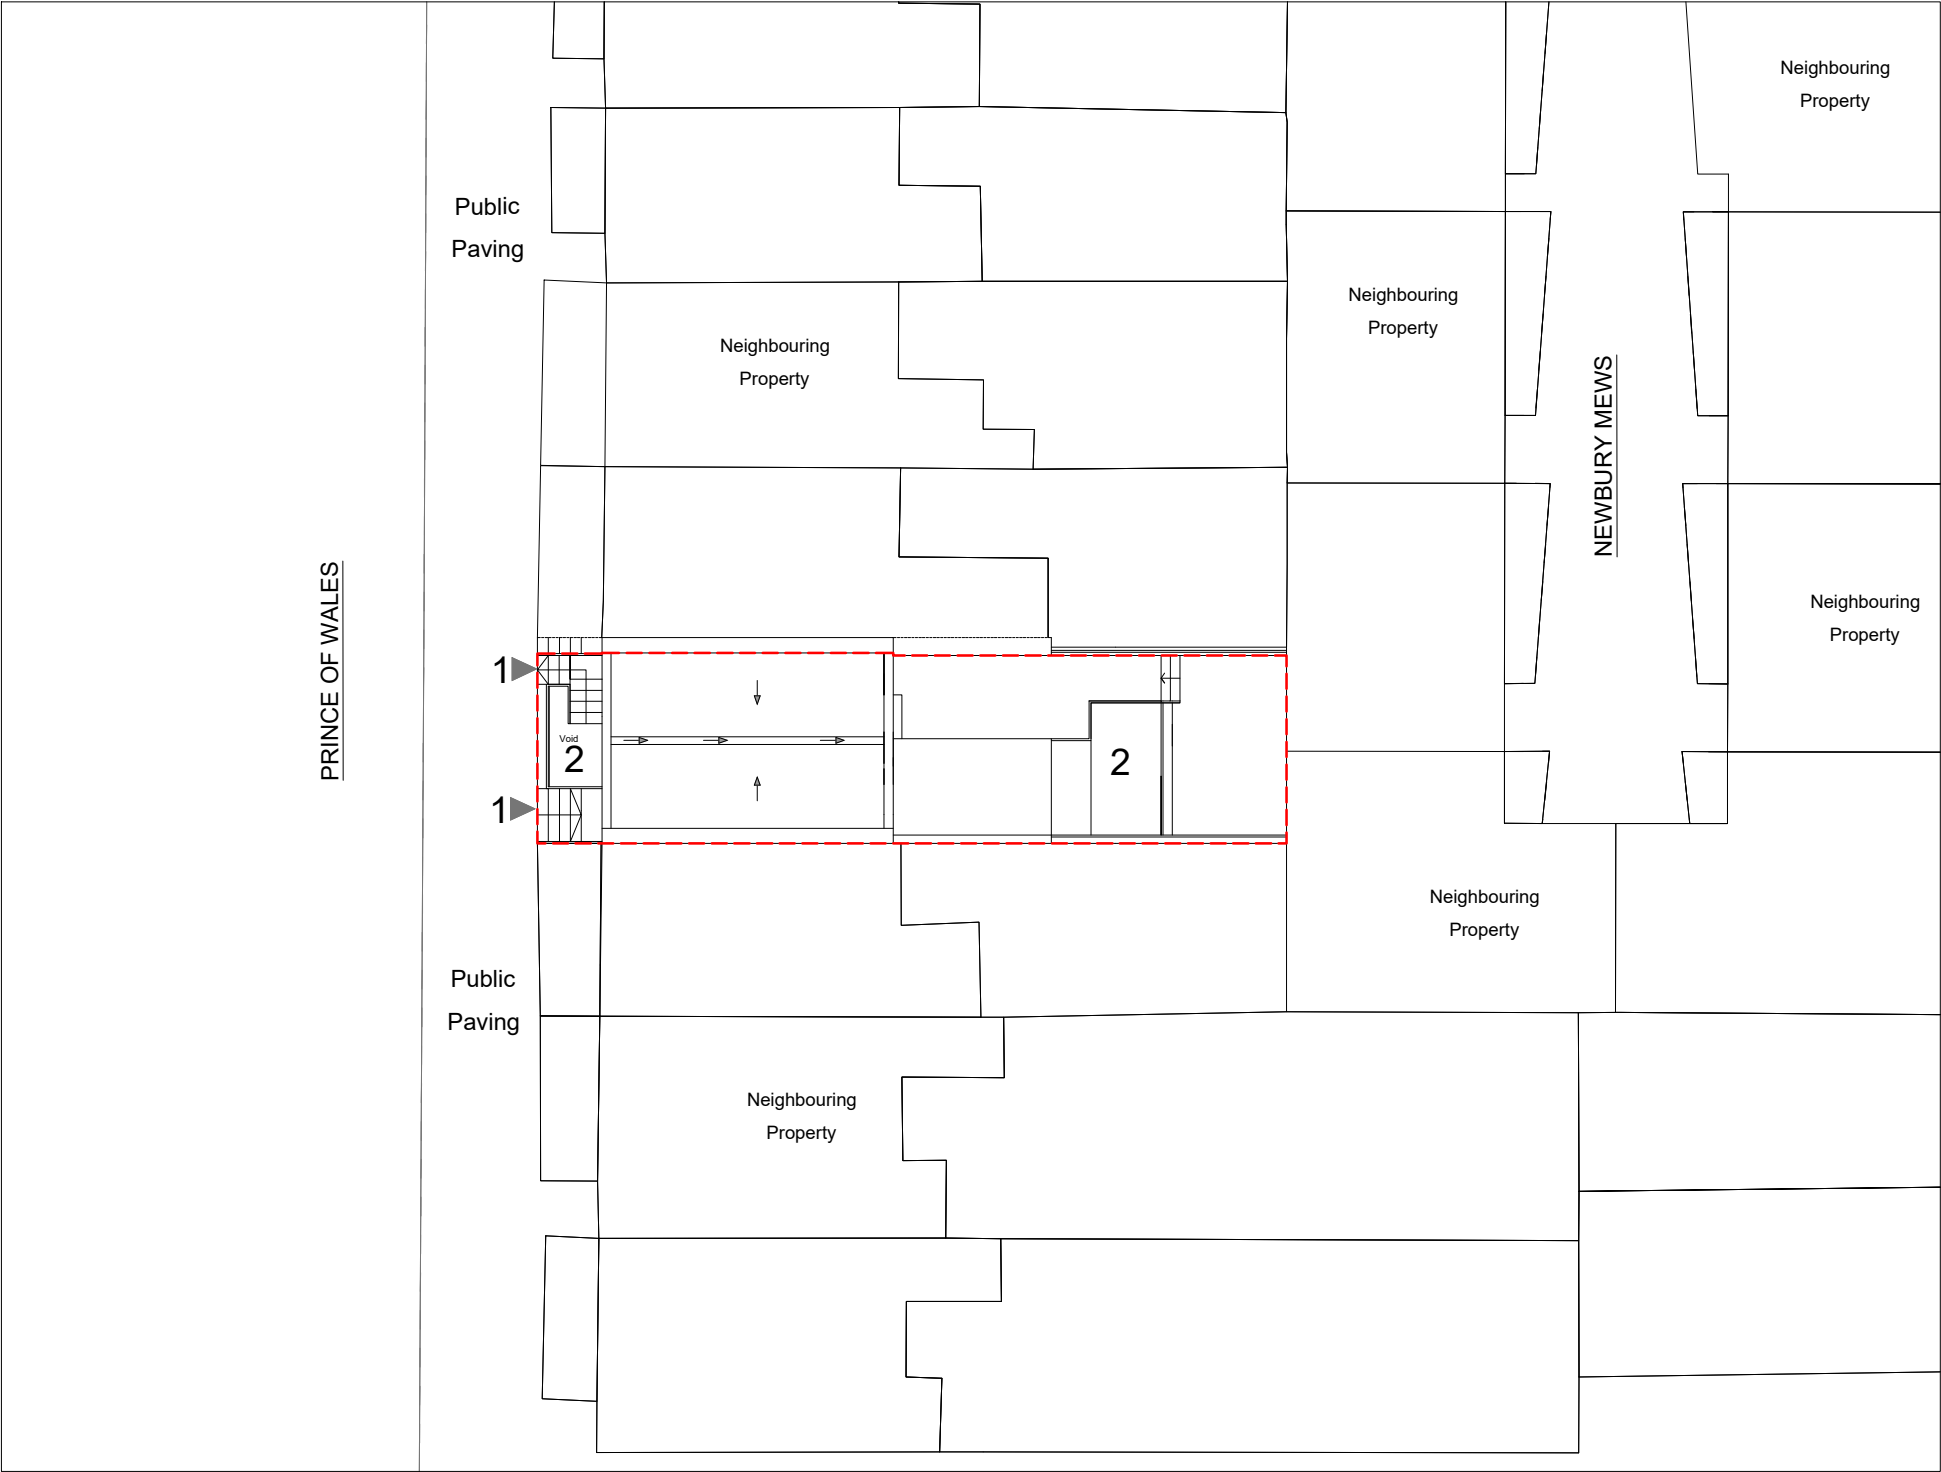 Neighbouring
Property
Public
Paving
Neighbouring
Property
Neighbouring
Property
NEWBURY MEWS
PRINCE OF WALES
Neighbouring
Property
1
Void
2
2
1
Neighbouring
Property
Public
Paving
Neighbouring
Property